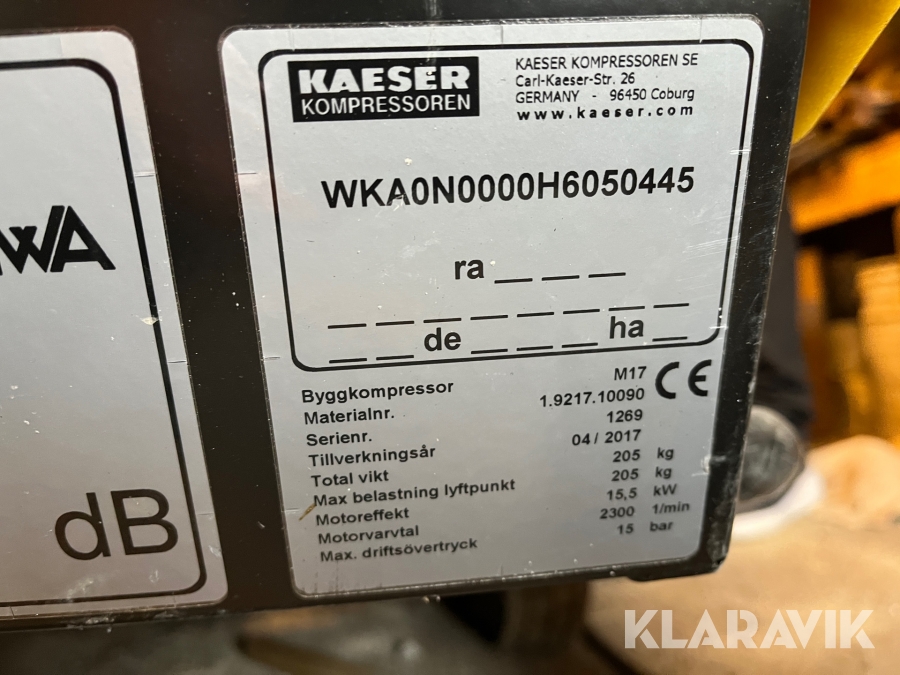 KAESER
KOMPRESSOREN
KAESER KOMPRESSOREN SE
Carl-Kaeser-Str. 26
GERMANY - 96450 Coburg
www.kaeser.com
WKA0N0000H6050445
ra _ _ _
_ _ _ _ _ _ _ _
_ _ de _ _ _ ha _
WA
dB
CE
Byggkompressor M17
Materialnr. 1.9217.10090
Serienr. 1269
Tillverkningsår 04 / 2017
Total vikt 205 kg
Max belastning lyftpunkt 205 kg
Motoreffekt 15,5 kW
Motorvarvtal 2300 1/min
Max. driftsövertryck 15 bar
KLARAVIK